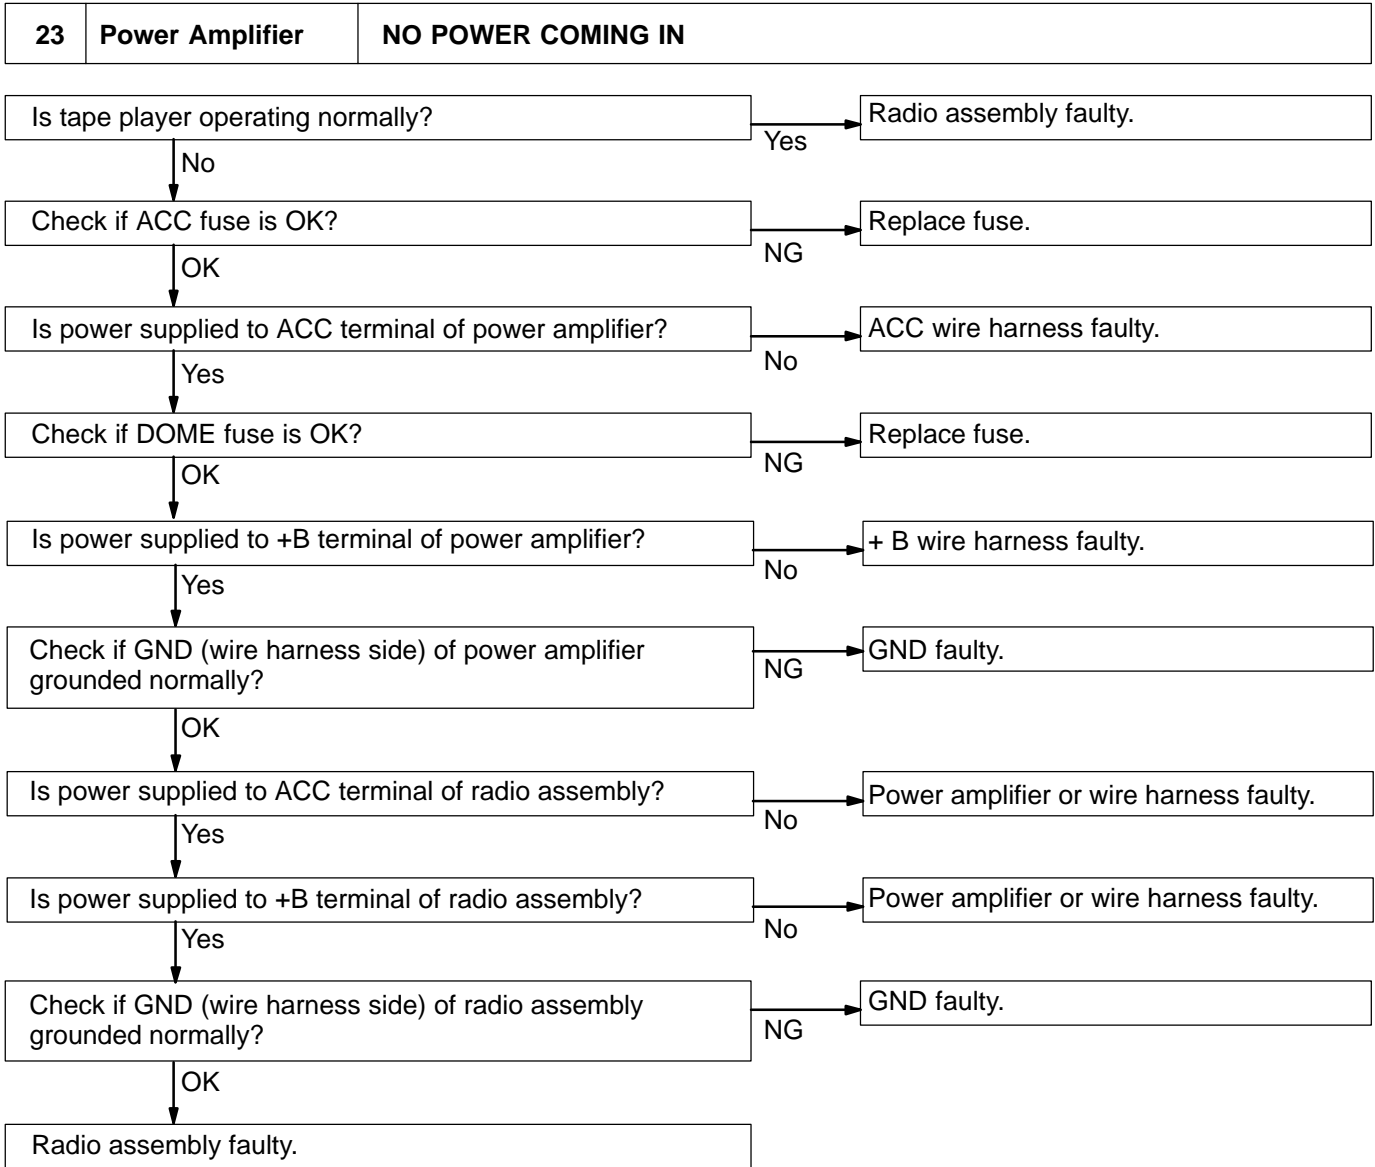 23 Power Amplifier NO POWER COMING IN
Is tape player operating normally?
Yes
Radio assembly faulty.
No
Check if ACC fuse is OK?
NG
Replace fuse.
OK
Is power supplied to ACC terminal of power amplifier?
No
ACC wire harness faulty.
Yes
Check if DOME fuse is OK?
NG
Replace fuse.
OK
Is power supplied to +B terminal of power amplifier?
No
+ B wire harness faulty.
Yes
Check if GND (wire harness side) of power amplifier
grounded normally?
NG
GND faulty.
OK
Is power supplied to ACC terminal of radio assembly?
No
Power amplifier or wire harness faulty.
Yes
Is power supplied to +B terminal of radio assembly?
No
Power amplifier or wire harness faulty.
Yes
Check if GND (wire harness side) of radio assembly
grounded normally?
NG
GND faulty.
OK
Radio assembly faulty.